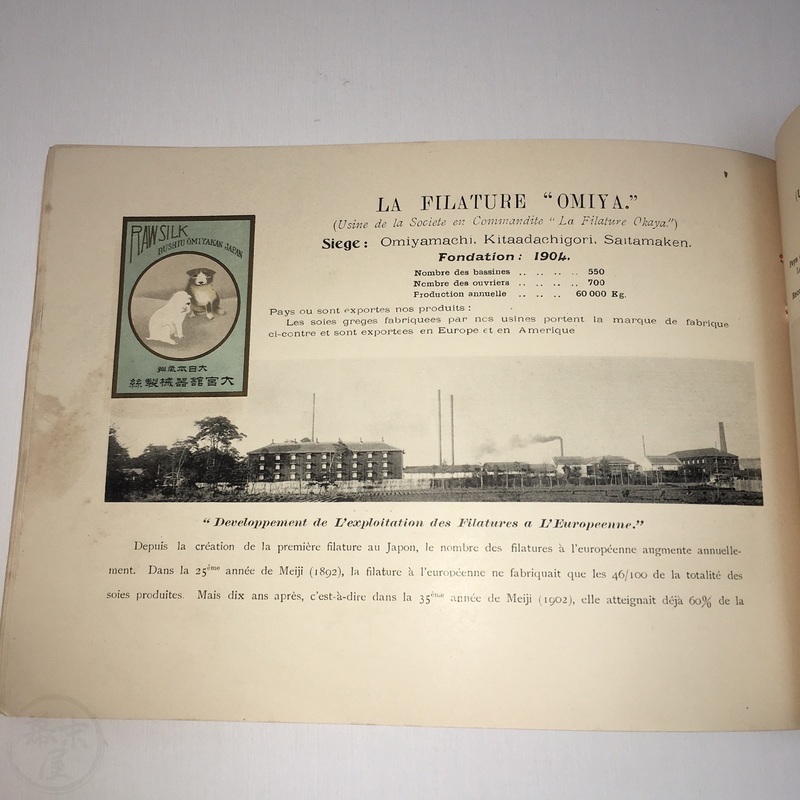 LA FILATURE "OMIYA."
(Usine de la Societe en Commandite "La Filature Okaya.")
Siege: Omiyamachi, Kitaadachigori, Saitamaken.
Fondation: 1904.
Nombre des bassines .. .. .. .. 550
Nombre des ouvriers .. .. .. .. 700
Production annuelle .. .. .. 60 000 Kg.
Pays ou sont exportes nos produits :
Les soies greges fabriquees par nos usines portent la marque de fabrique
ci-contre et sont exportees en Europe et en Amerique
RAW SILK
BUSHIU OMIYAKAN JAPAN
大日本武州
大宮館器械製絲
"Developpement de L'exploitation des Filatures a L'Europeenne."
Depuis la création de la première filature au Japon, le nombre des filatures à l'européenne augmente annuelle-
ment. Dans la 25ème année de Meiji (1892), la filature à l'européenne ne fabriquait que les 46/100 de la totalité des
soies produites. Mais dix ans après, c'est-à-dire dans la 35ème année de Meiji (1902), elle atteignait déjà 60% de la